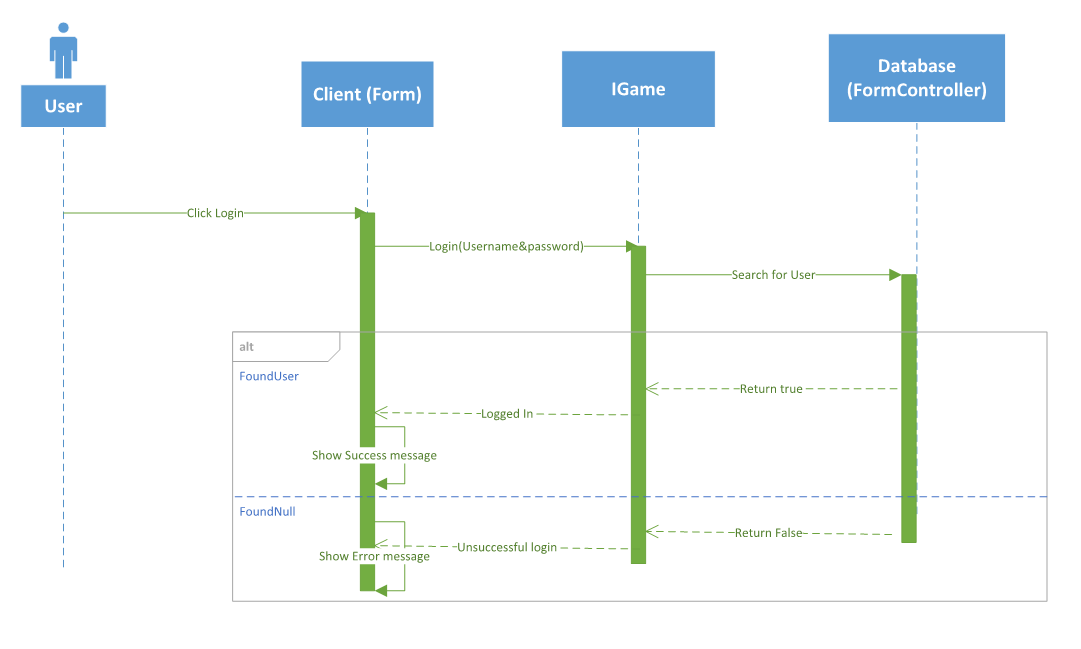 User
Client (Form)
IGame
Database
(FormController)
Click Login
Login(Username&password)
Search for User
alt
FoundUser
Return true
Logged In
Show Success message
FoundNull
Return False
Unsuccessful login
Show Error message